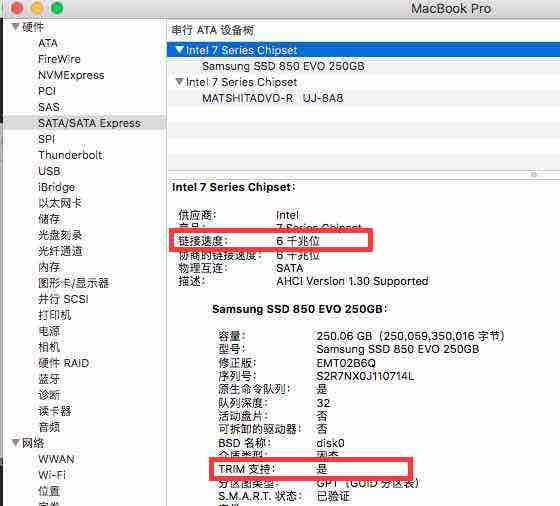 MacBook Pro
硬件
ATA
FireWire
NVMExpress
PCI
SAS
SATA/SATA Express
SPI
Thunderbolt
USB
iBridge
以太网卡
储存
光盘刻录
光纤通道
内存
图形卡/显示器
并行 SCSI
打印机
电源
相机
硬件 RAID
蓝牙
诊断
读卡器
音频
网络
WWAN
Wi-Fi
位置
串行 ATA 设备树
Intel 7 Series Chipset
Samsung SSD 850 EVO 250GB
Intel 7 Series Chipset
MATSHITADVD-R UJ-8A8
Intel 7 Series Chipset：
供应商： Intel
7 Series Chipset
链接速度： 6 千兆位
协商的链接速度： 6 千兆位
物理互连： SATA
描述： AHCI Version 1.30 Supported
Samsung SSD 850 EVO 250GB：
容量： 250.06 GB（250,059,350,016 字节）
型号： Samsung SSD 850 EVO 250GB
修正版： EMT02B6Q
序列号： S2R7NX0J110714L
原生命令队列： 是
队列深度： 32
活动盘片： 否
可拆卸的驱动器： 否
BSD 名称： disk0
介质类型： 固态
TRIM 支持： 是
分区图类型： GPT（GUID 分区表）
S.M.A.R.T. 状态： 已验证